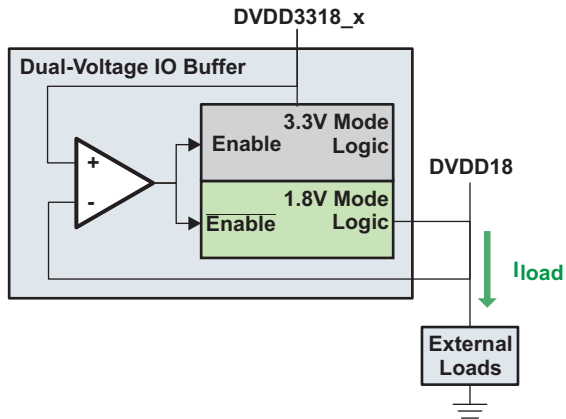 DVDD3318_x
Dual-Voltage IO Buffer
3.3V Mode
Enable Logic
+
-
1.8V Mode
Enable Logic
DVDD18
Iload
External
Loads